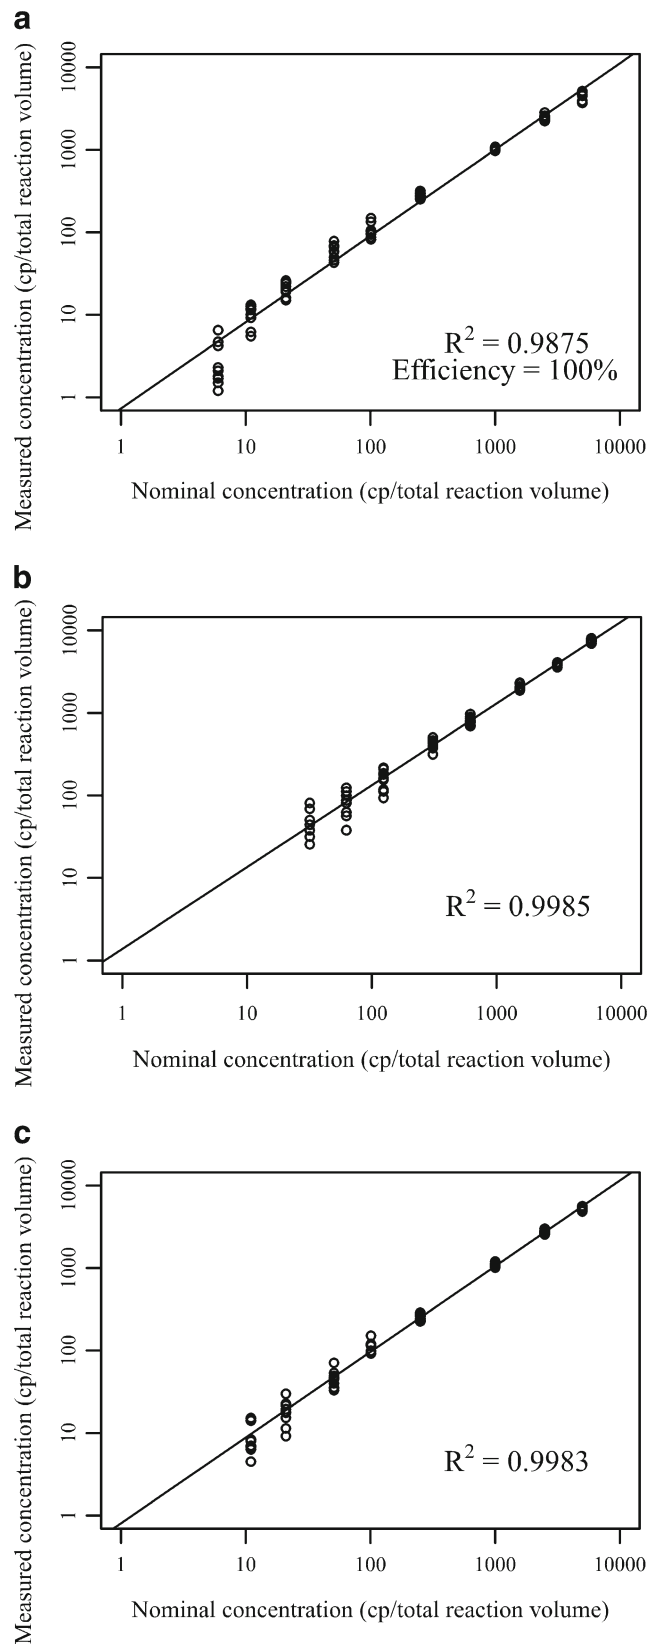 a
Measured concentration (cp/total reaction volume)
10000
1000
100
10
1
R² = 0.9875
Efficiency = 100%
1 10 100 1000 10000
Nominal concentration (cp/total reaction volume)
b
Measured concentration (cp/total reaction volume)
10000
1000
100
10
1
R² = 0.9985
1 10 100 1000 10000
Nominal concentration (cp/total reaction volume)
c
Measured concentration (cp/total reaction volume)
10000
1000
100
10
1
R² = 0.9983
1 10 100 1000 10000
Nominal concentration (cp/total reaction volume)